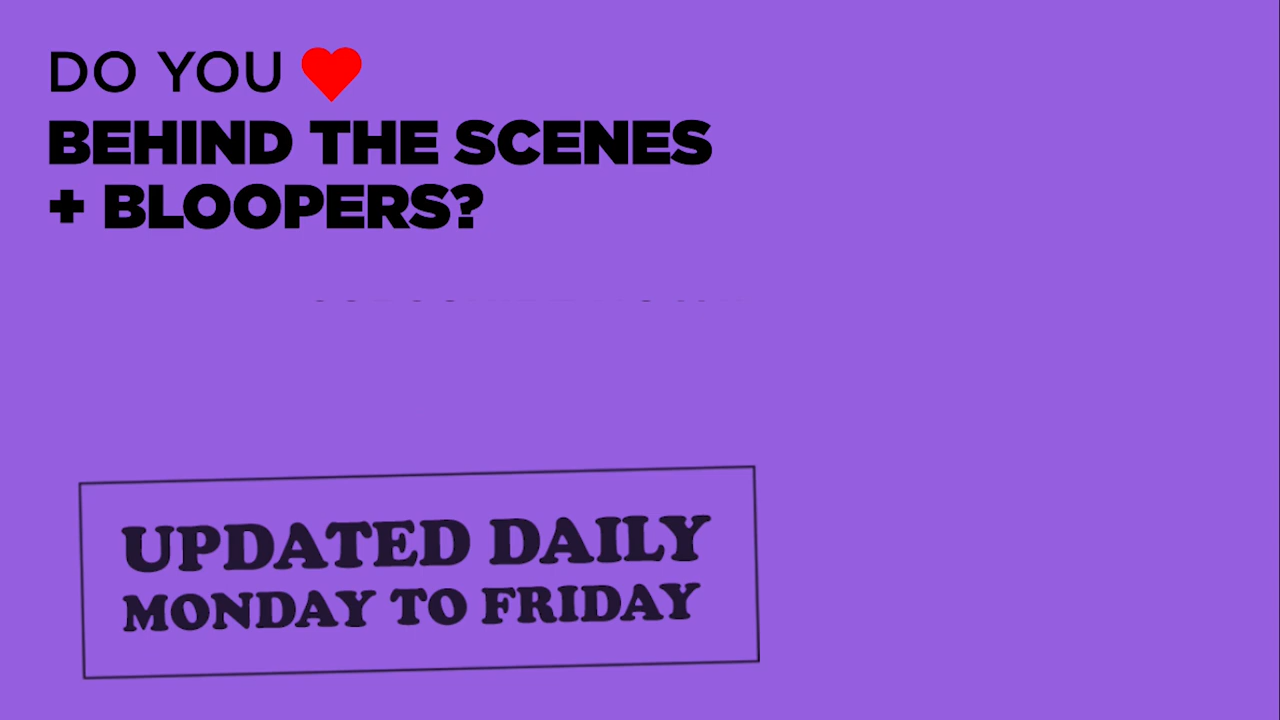 DO YOU ❤
BEHIND THE SCENES
+ BLOOPERS?
UPDATED DAILY
MONDAY TO FRIDAY